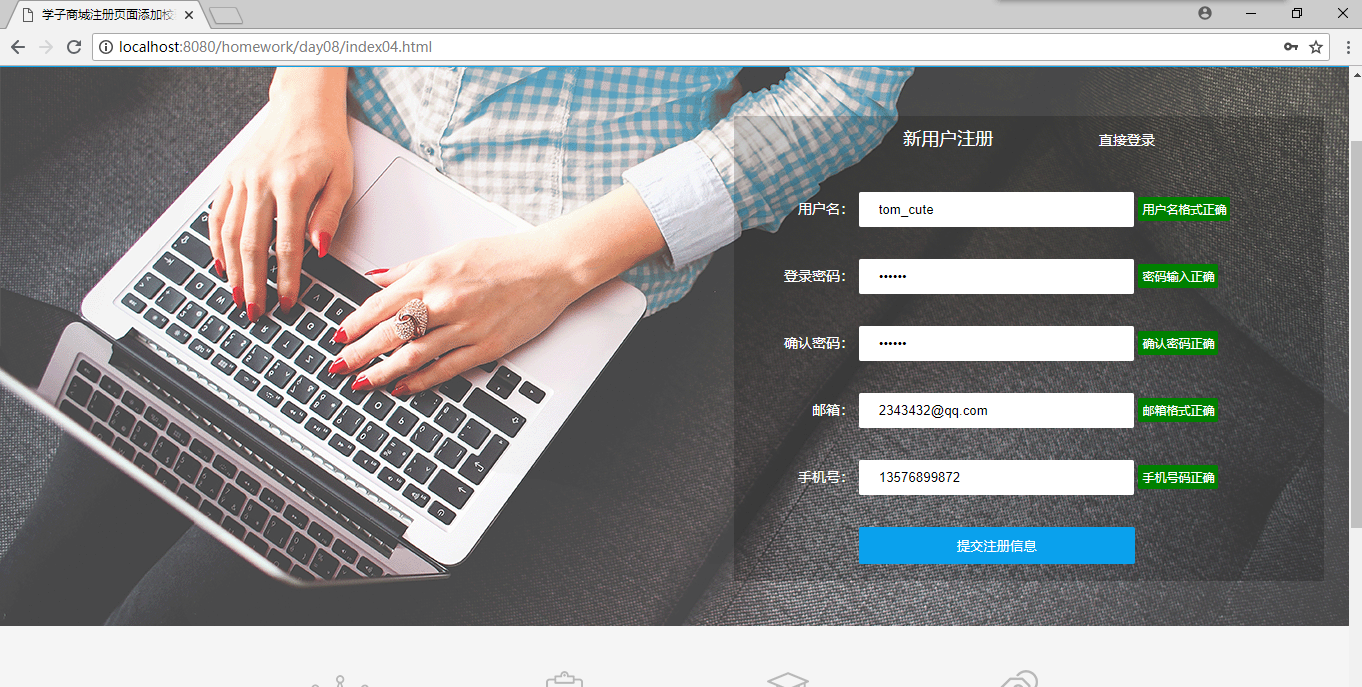 学子商城注册页面添加校
localhost:8080/homework/day08/index04.html
新用户注册 直接登录
用户名： tom_cute 用户名格式正确
登录密码： •••••• 密码输入正确
确认密码： •••••• 确认密码正确
邮箱： 2343432@qq.com 邮箱格式正确
手机号： 13576899872 手机号码正确
提交注册信息